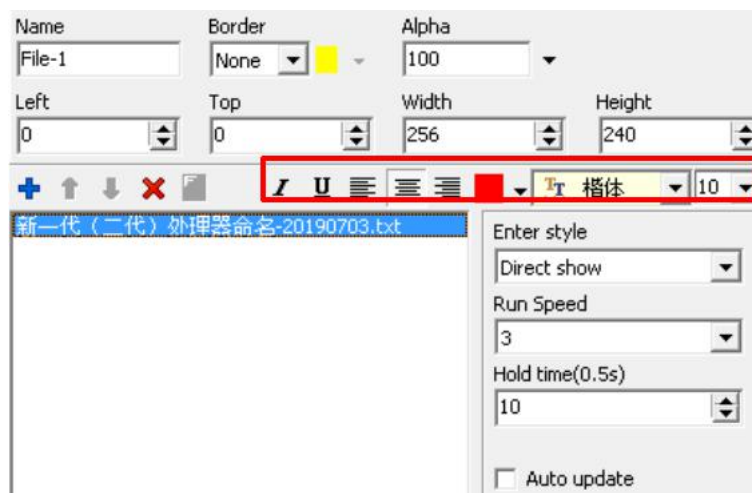 Name Border Alpha
File-1 None 100
Left Top Width Height
0 0 256 240
I U TT 楷体 10
新一代（二代）处理器命名-20190703.txt
Enter style
Direct show
Run Speed
3
Hold time(0.5s)
10
Auto update